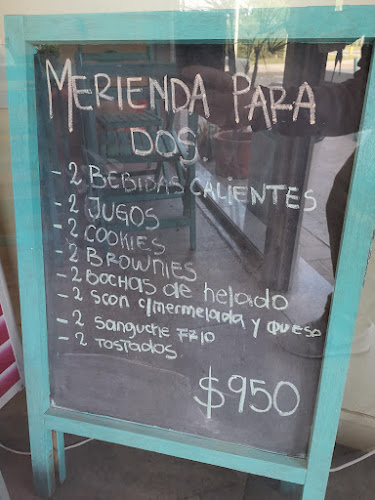 MERIENDA PARA
DOS.
- 2 BEBIDAS CALIENTES
- 2 JUGOS
- 2 COOKIES
- 2 BROWNIES
- 2 BOCHAS de helado
- 2 Scon c/mermelada y queso
- 2 Sanguche FRIO
- 2 TOSTADOS
$950